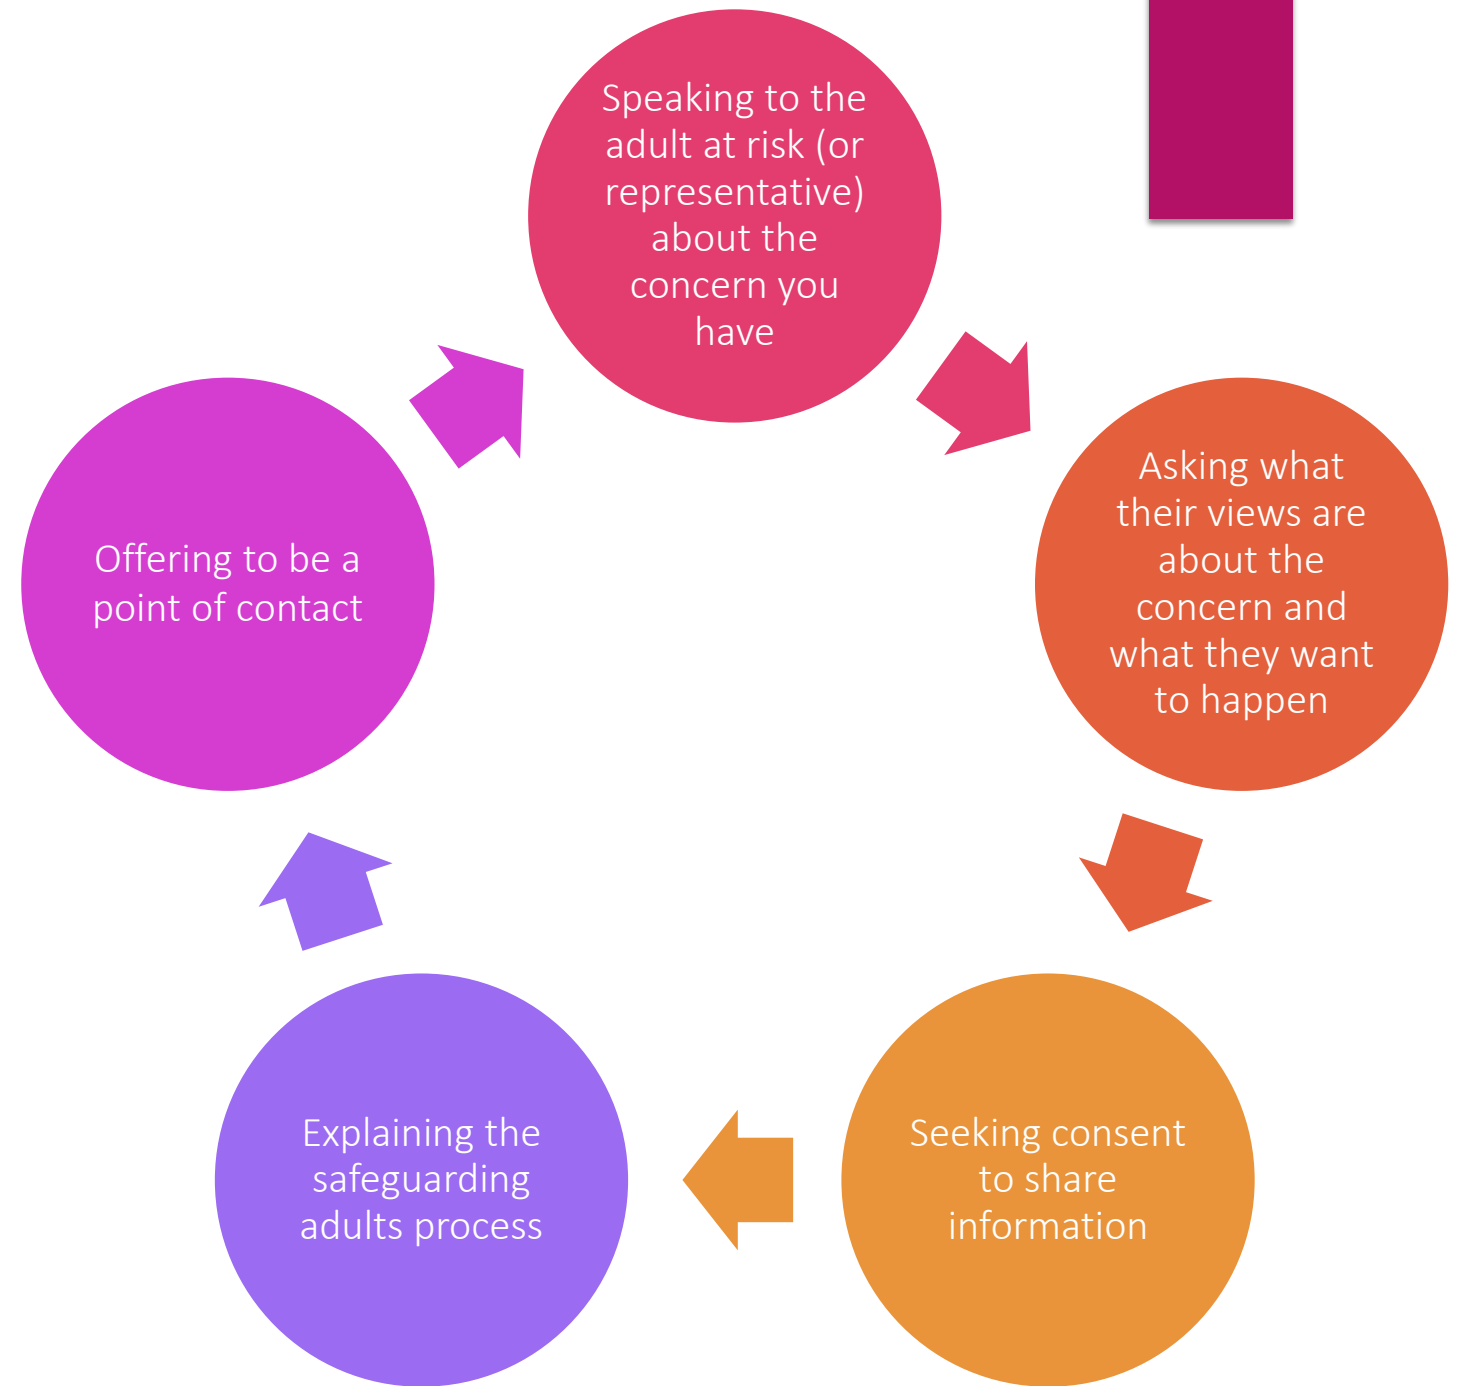 Speaking to the
adult at risk (or
representative)
about the
concern you
have
Asking what
their views are
about the
concern and
what they want
to happen
Seeking consent
to share
information
Explaining the
safeguarding
adults process
Offering to be a
point of contact